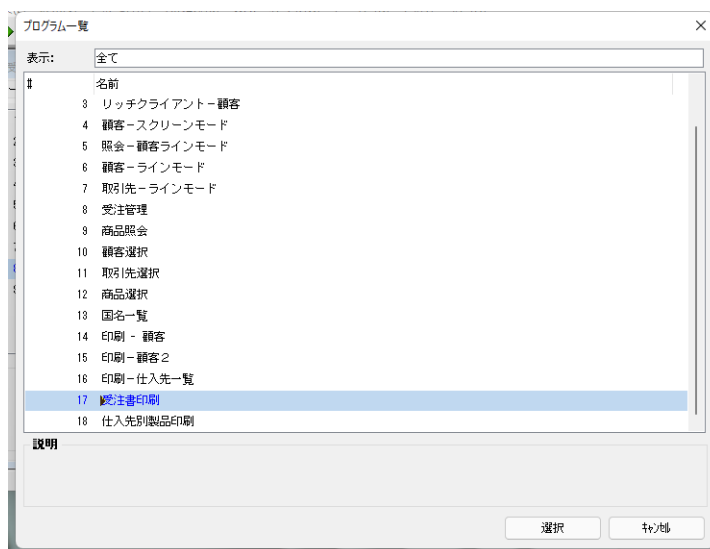 プログラム一覧
表示: 全て
# 名前
3 リッチクライアント－顧客
4 顧客－スクリーンモード
5 照会－顧客ラインモード
6 顧客－ラインモード
7 取引先－ラインモード
8 受注管理
9 商品照会
10 顧客選択
11 取引先選択
12 商品選択
13 国名一覧
14 印刷 - 顧客
15 印刷－顧客２
16 印刷－仕入先一覧
17 受注書印刷
18 仕入先別製品印刷
説明
選択 ｷｬﾝｾﾙ